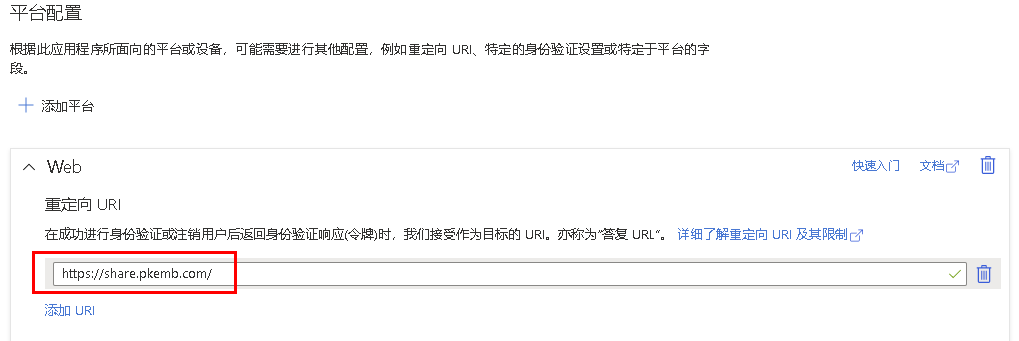 平台配置
根据此应用程序所面向的平台或设备，可能需要进行其他配置，例如重定向 URI、特定的身份验证设置或特定于平台的字
段。
添加平台
Web
快速入门
文档
重定向 URI
在成功进行身份验证或注销用户后返回身份验证响应(令牌)时，我们接受作为目标的 URI。亦称为“答复 URL”。 详细了解重定向 URI 及其限制
https://share.pkemb.com/
添加 URI